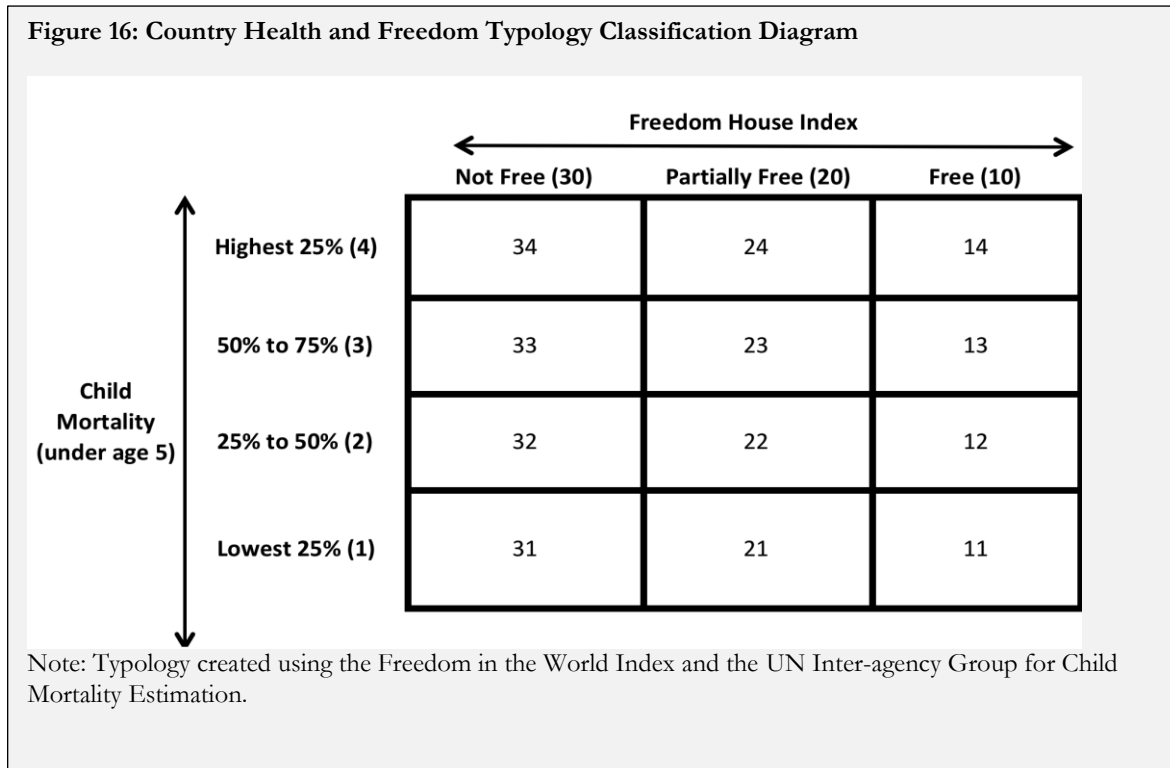 Figure 16: Country Health and Freedom Typology Classification Diagram
Freedom House Index
Not Free (30) Partially Free (20) Free (10)
Highest 25% (4) 34 24 14
50% to 75% (3) 33 23 13
Child
Mortality
(under age 5)
25% to 50% (2) 32 22 12
Lowest 25% (1) 31 21 11
Note: Typology created using the Freedom in the World Index and the UN Inter-agency Group for Child
Mortality Estimation.